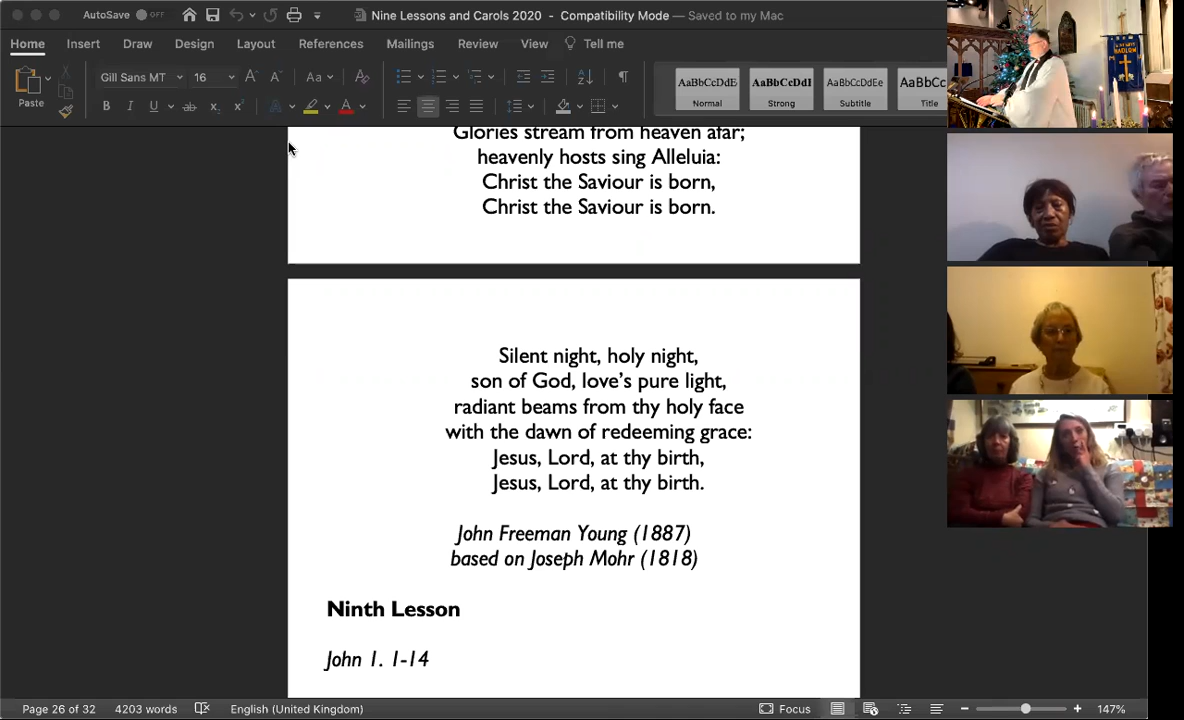 AutoSave OFF
Nine Lessons and Carols 2020 - Compatibility Mode — Saved to my Mac
Home Insert Draw Design Layout References Mailings Review View Tell me
Paste
Gill Sans MT 16
AaBbCcDdE AaBbCcDdI AaBbCcDdEe AaBbC
Normal Strong Subtitle Title
Glories stream from heaven afar;
heavenly hosts sing Alleluia:
Christ the Saviour is born,
Christ the Saviour is born.
Silent night, holy night,
son of God, love's pure light,
radiant beams from thy holy face
with the dawn of redeeming grace:
Jesus, Lord, at thy birth,
Jesus, Lord, at thy birth.
John Freeman Young (1887)
based on Joseph Mohr (1818)
Ninth Lesson
John 1. 1-14
Page 26 of 32 4203 words English (United Kingdom) Focus 147%